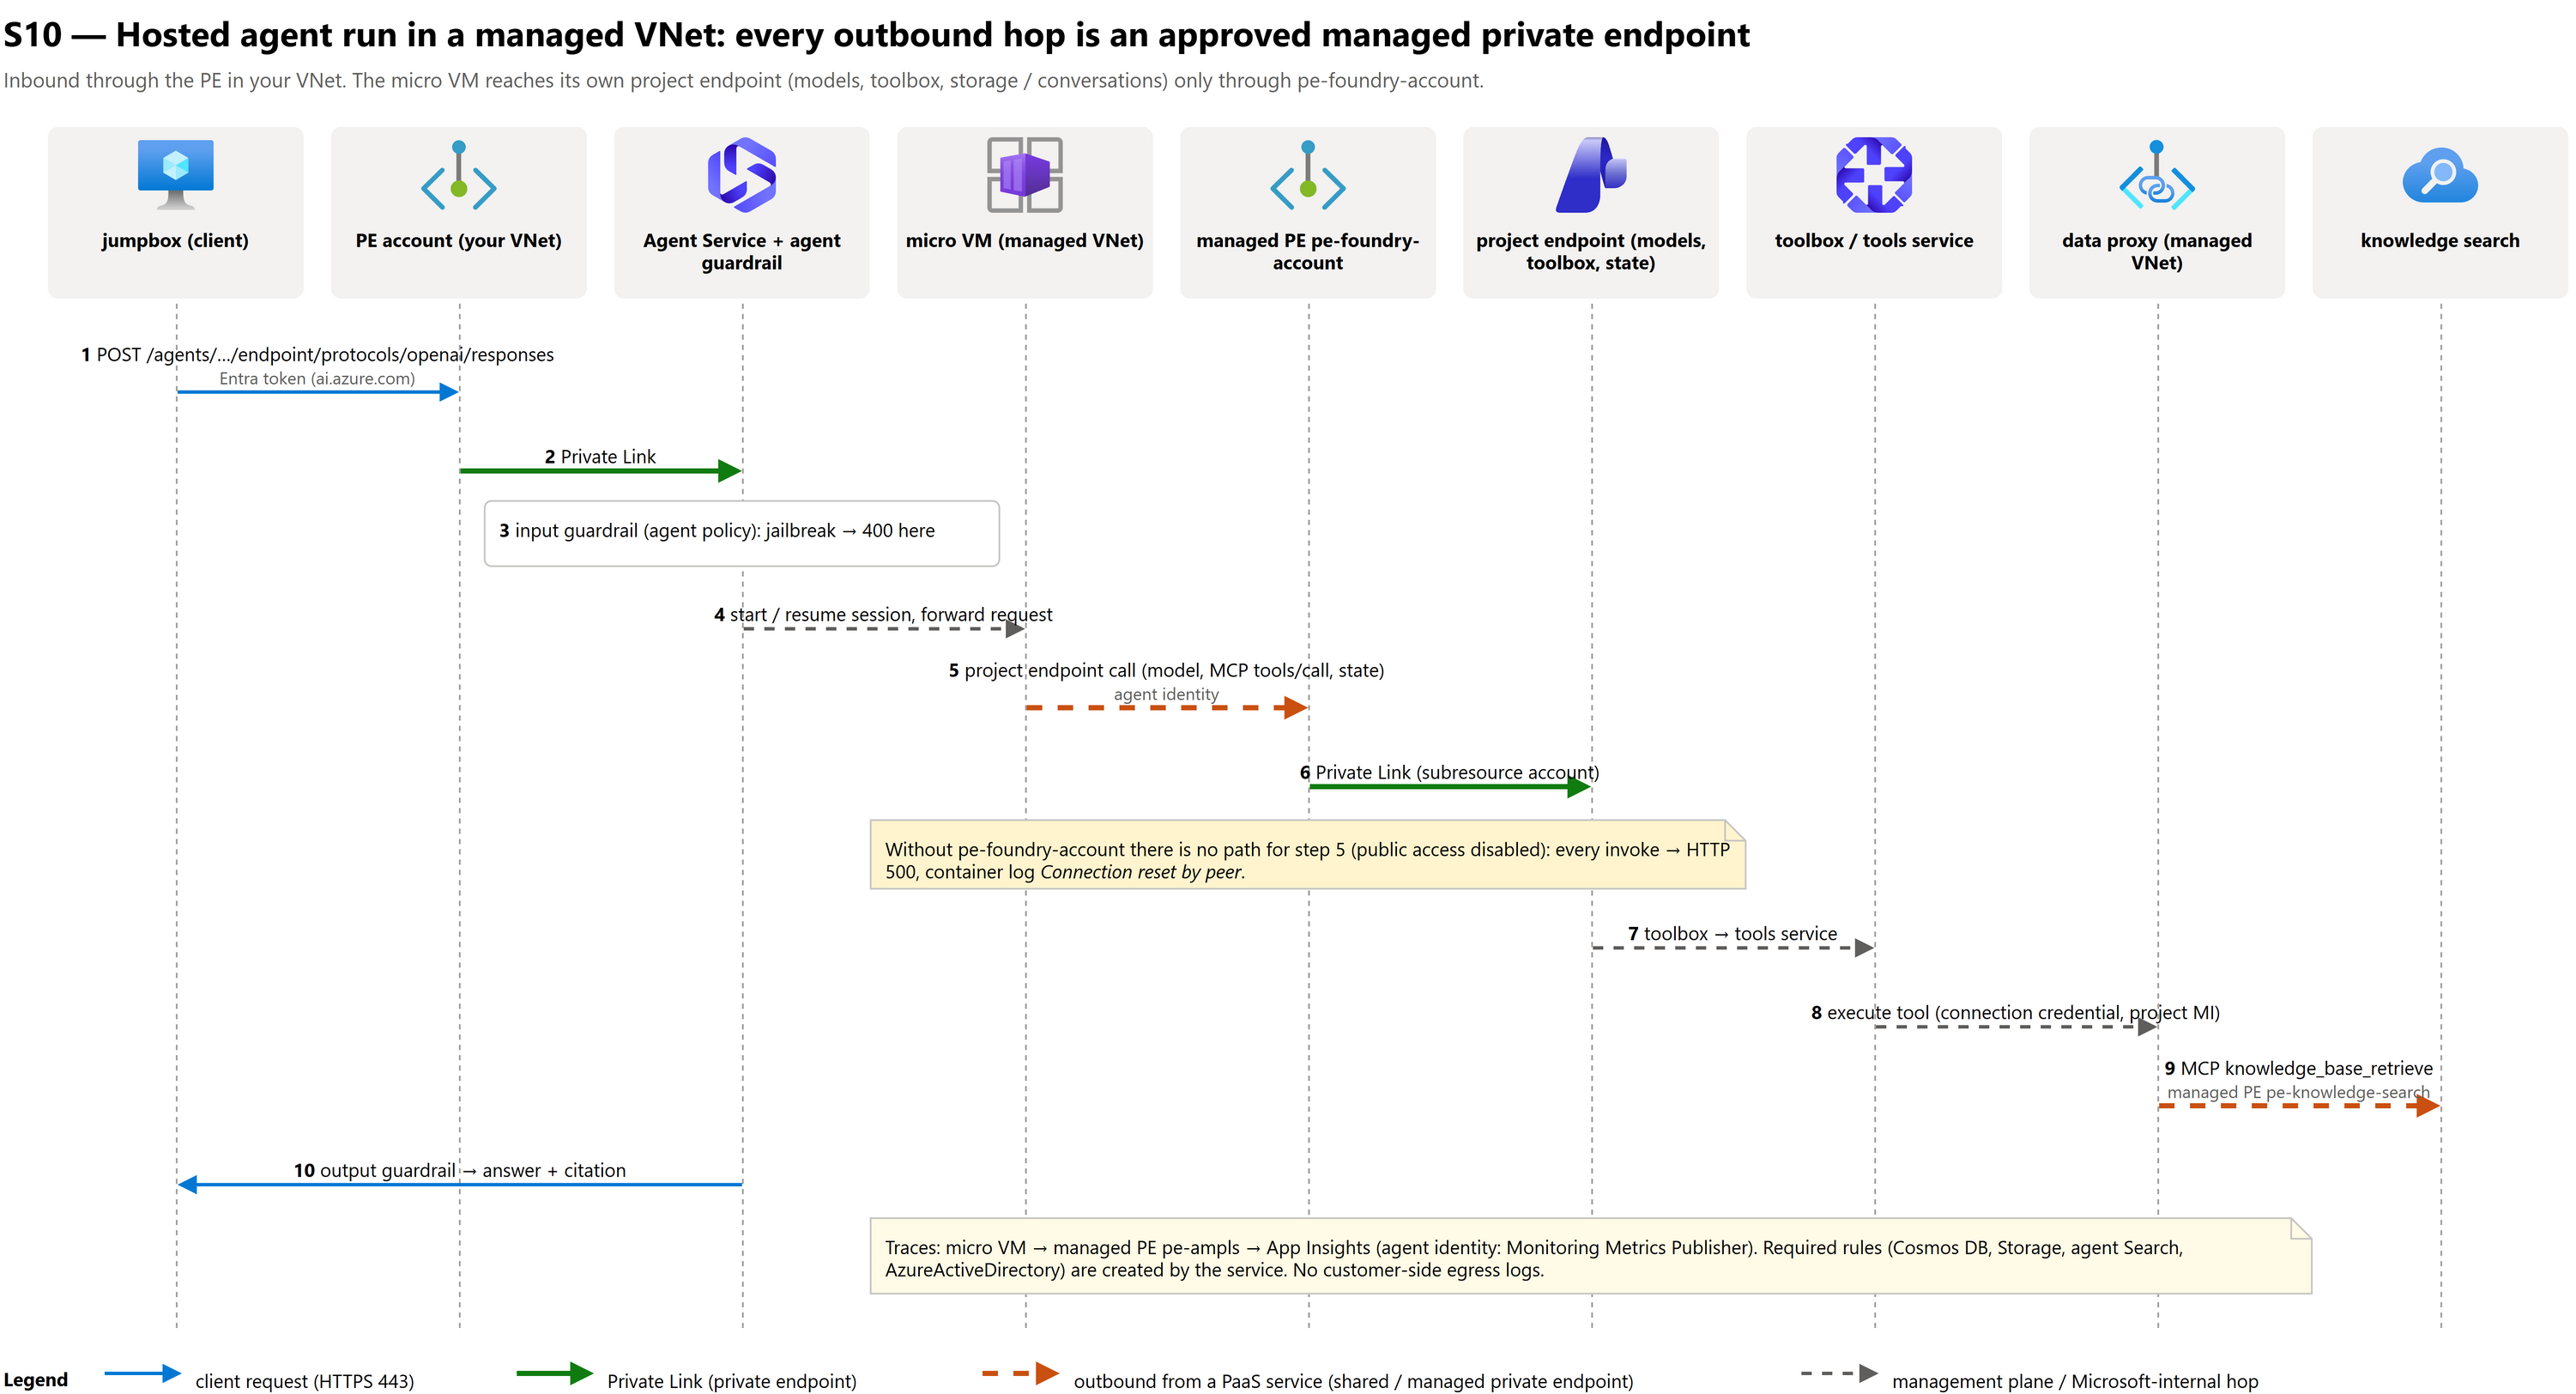 S10 — Hosted agent run in a managed VNet: every outbound hop is an approved managed private endpoint
Inbound through the PE in your VNet. The micro VM reaches its own project endpoint (models, toolbox, storage / conversations) only through pe-foundry-account.
jumpbox (client)
PE account (your VNet)
Agent Service + agent
guardrail
micro VM (managed VNet)
managed PE pe-foundry-
account
project endpoint (models,
toolbox, state)
toolbox / tools service
data proxy (managed
VNet)
knowledge search
1 POST /agents/.../endpoint/protocols/openai/responses
Entra token (ai.azure.com)
2 Private Link
3 input guardrail (agent policy): jailbreak → 400 here
4 start / resume session, forward request
5 project endpoint call (model, MCP tools/call, state)
agent identity
6 Private Link (subresource account)
Without pe-foundry-account there is no path for step 5 (public access disabled): every invoke → HTTP
500, container log Connection reset by peer.
7 toolbox → tools service
8 execute tool (connection credential, project MI)
9 MCP knowledge_base_retrieve
managed PE pe-knowledge-search
10 output guardrail → answer + citation
Traces: micro VM → managed PE pe-ampls → App Insights (agent identity: Monitoring Metrics Publisher). Required rules (Cosmos DB, Storage, agent Search,
AzureActiveDirectory) are created by the service. No customer-side egress logs.
Legend
client request (HTTPS 443)
Private Link (private endpoint)
outbound from a PaaS service (shared / managed private endpoint)
management plane / Microsoft-internal hop